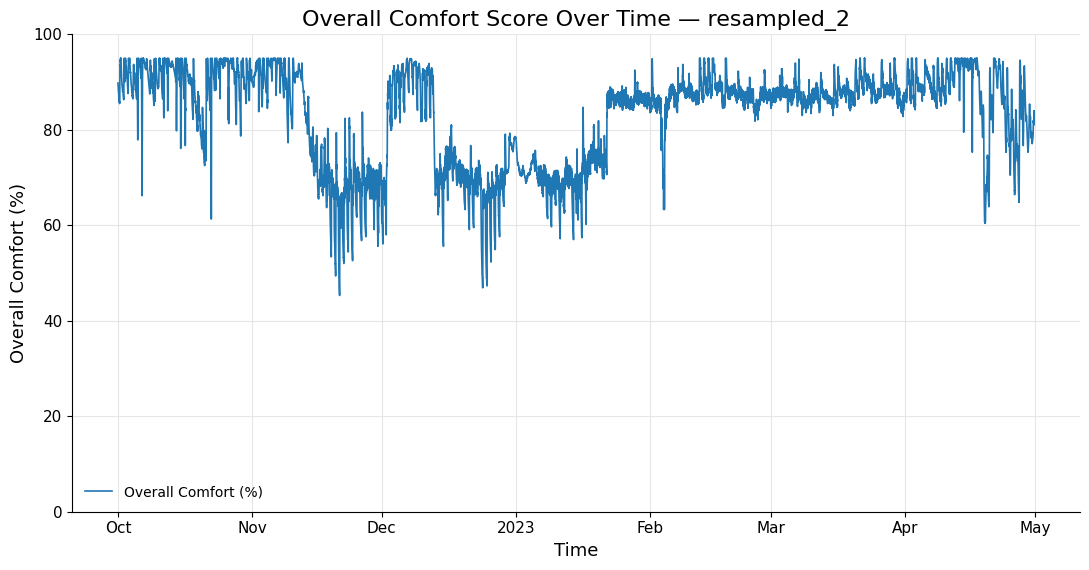 Overall Comfort Score Over Time — resampled_2
Overall Comfort (%)
100
80
60
40
20
0
Overall Comfort (%)
Oct Nov Dec 2023 Feb Mar Apr May
Time